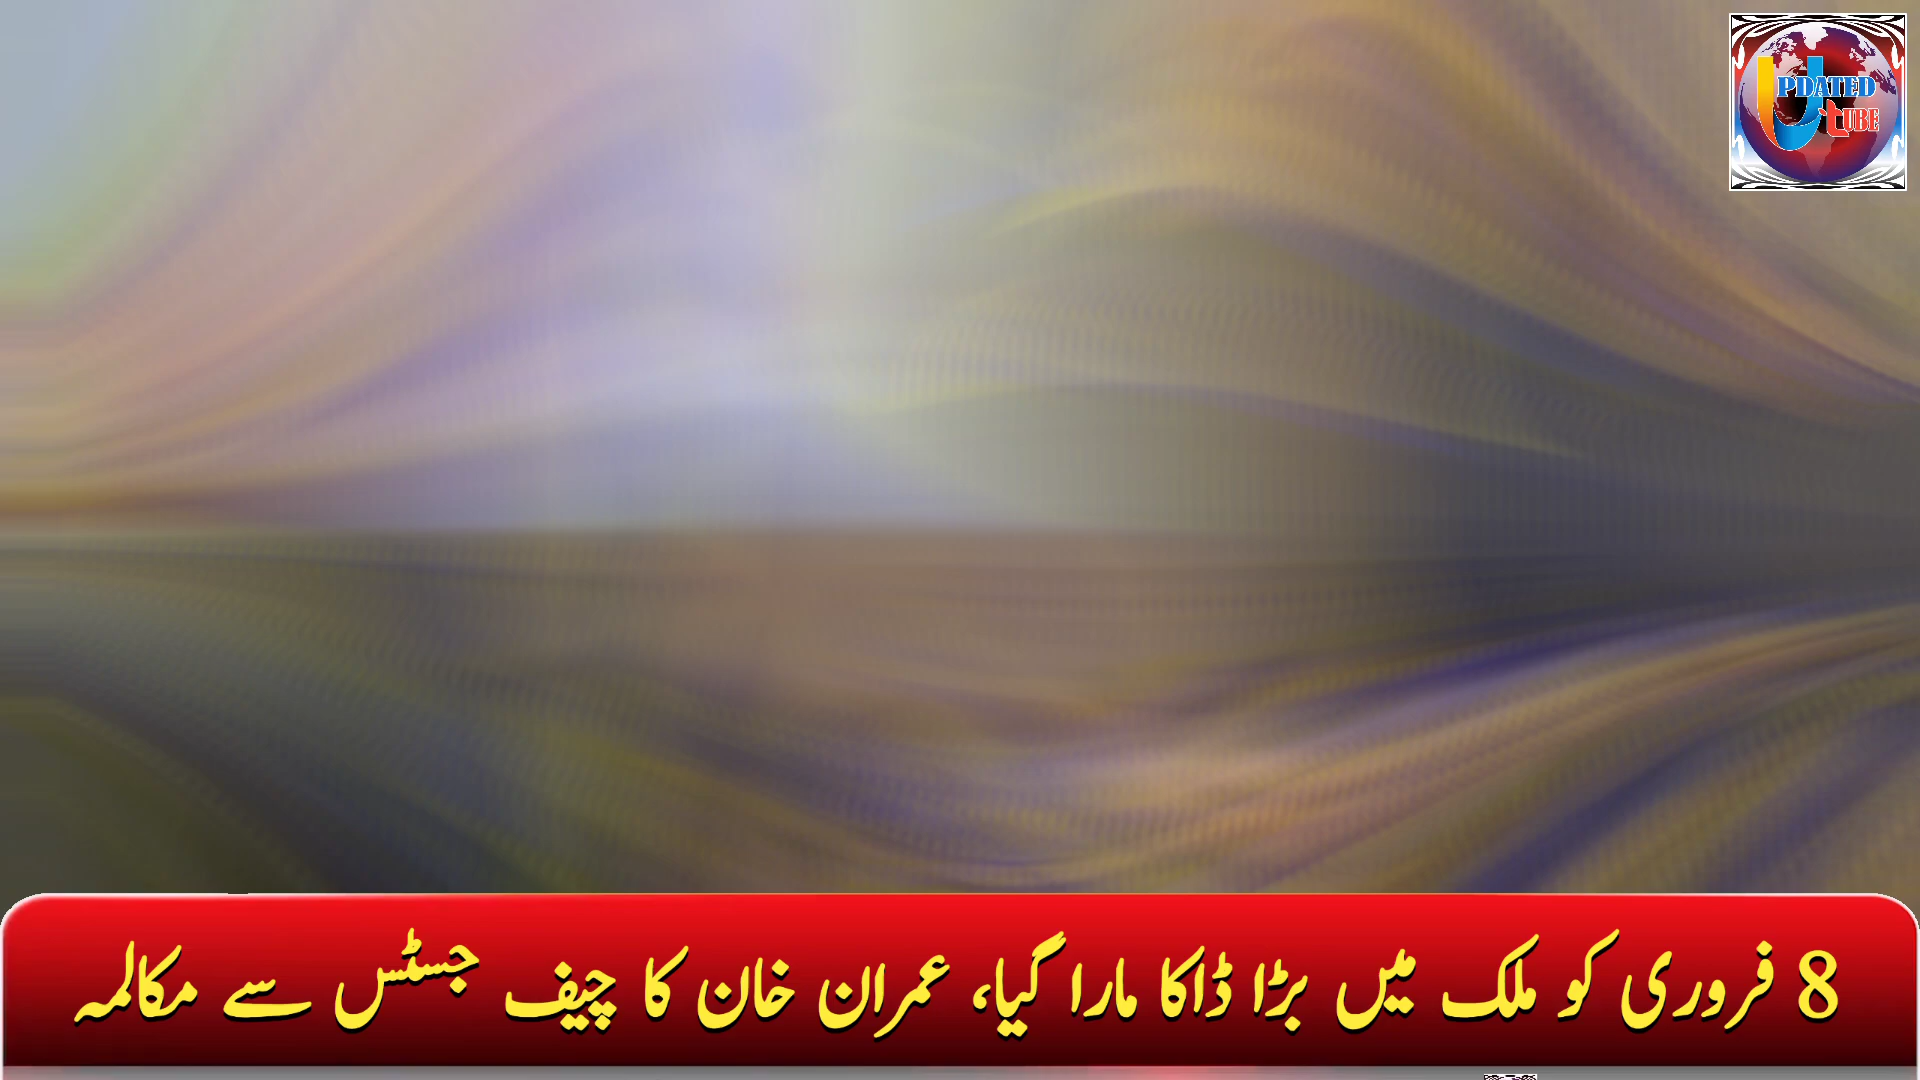 UPDATED
tUBE
8 فروری کو ملک میں بڑا ڈاکا مارا گیا، عمران خان کا چیف جسٹس سے مکالمہ